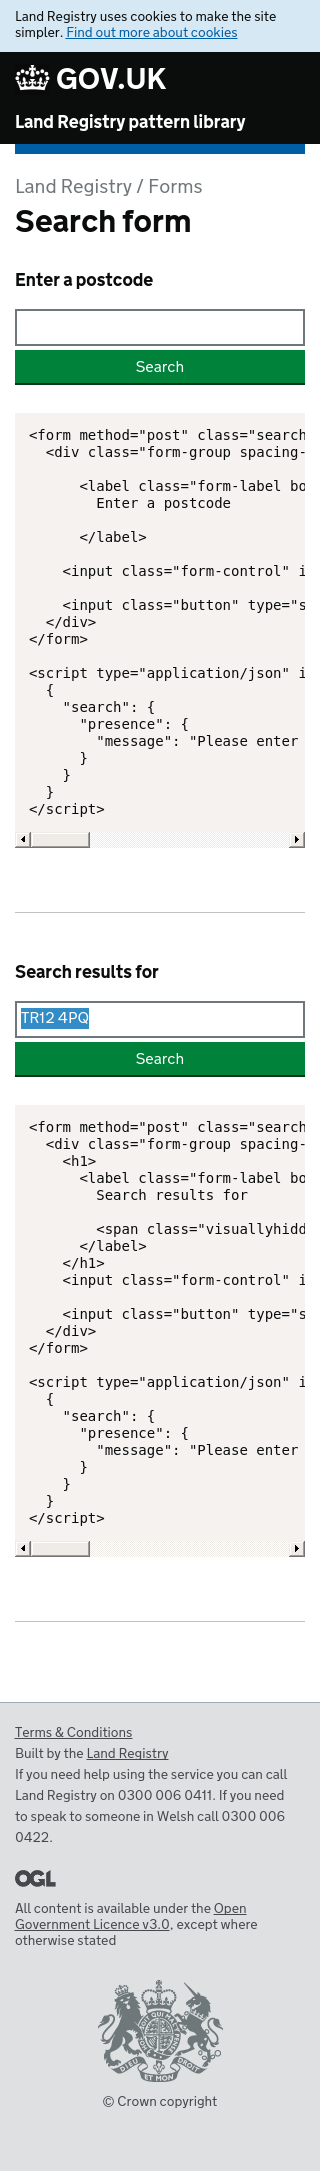 Land Registry uses cookies to make the site
simpler. Find out more about cookies
GOV.UK
Land Registry pattern library
Land Registry / Forms
Search form
Enter a postcode
Search
<form method="post" class="search
  <div class="form-group spacing-
      <label class="form-label bo
        Enter a postcode
      </label>
    <input class="form-control" i
    <input class="button" type="s
  </div>
</form>
<script type="application/json" i
  {
    "search": {
      "presence": {
        "message": "Please enter
      }
    }
  }
</script>
Search results for
TR12 4PQ
Search
<form method="post" class="search
  <div class="form-group spacing-
    <h1>
      <label class="form-label bo
        Search results for
        <span class="visuallyhidd
      </label>
    </h1>
    <input class="form-control" i
    <input class="button" type="s
  </div>
</form>
<script type="application/json" i
  {
    "search": {
      "presence": {
        "message": "Please enter
      }
    }
  }
</script>
Terms & Conditions
Built by the Land Registry
If you need help using the service you can call
Land Registry on 0300 006 0411. If you need
to speak to someone in Welsh call 0300 006
0422.
OGL
All content is available under the Open
Government Licence v3.0, except where
otherwise stated
DIEU ET MON DROIT
© Crown copyright